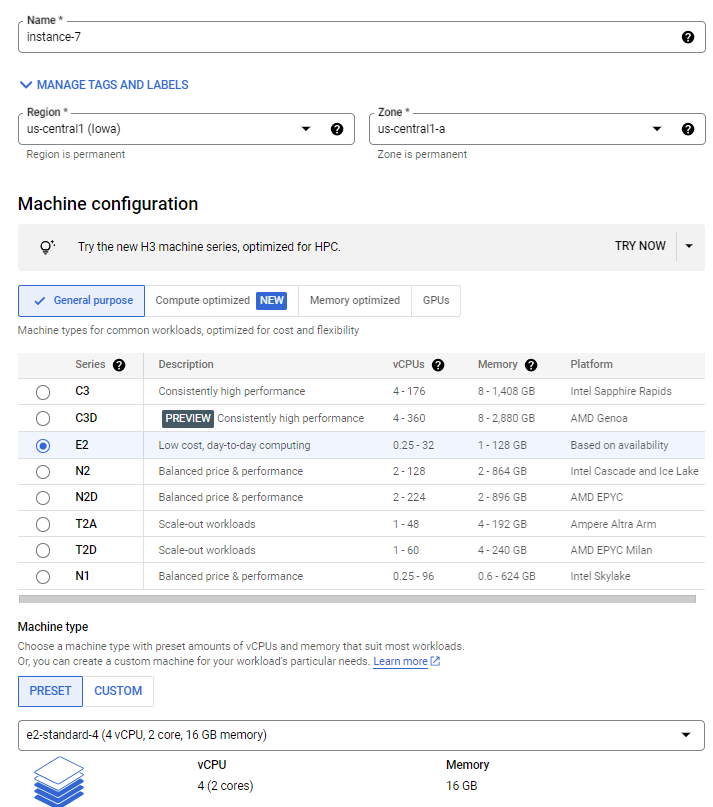 Name *
instance-7
MANAGE TAGS AND LABELS
Region * Zone *
us-central1 (Iowa) us-central1-a
Region is permanent Zone is permanent
Machine configuration
Try the new H3 machine series, optimized for HPC. TRY NOW
General purpose Compute optimized NEW Memory optimized GPUs
Machine types for common workloads, optimized for cost and flexibility
Series Description vCPUs Memory Platform
C3 Consistently high performance 4 - 176 8 - 1,408 GB Intel Sapphire Rapids
C3D PREVIEW Consistently high performance 4 - 360 8 - 2,880 GB AMD Genoa
E2 Low cost, day-to-day computing 0.25 - 32 1 - 128 GB Based on availability
N2 Balanced price & performance 2 - 128 2 - 864 GB Intel Cascade and Ice Lake
N2D Balanced price & performance 2 - 224 2 - 896 GB AMD EPYC
T2A Scale-out workloads 1 - 48 4 - 192 GB Ampere Altra Arm
T2D Scale-out workloads 1 - 60 4 - 240 GB AMD EPYC Milan
N1 Balanced price & performance 0.25 - 96 0.6 - 624 GB Intel Skylake
Machine type
Choose a machine type with preset amounts of vCPUs and memory that suit most workloads.
Or, you can create a custom machine for your workload's particular needs. Learn more
PRESET CUSTOM
e2-standard-4 (4 vCPU, 2 core, 16 GB memory)
vCPU Memory
4 (2 cores) 16 GB